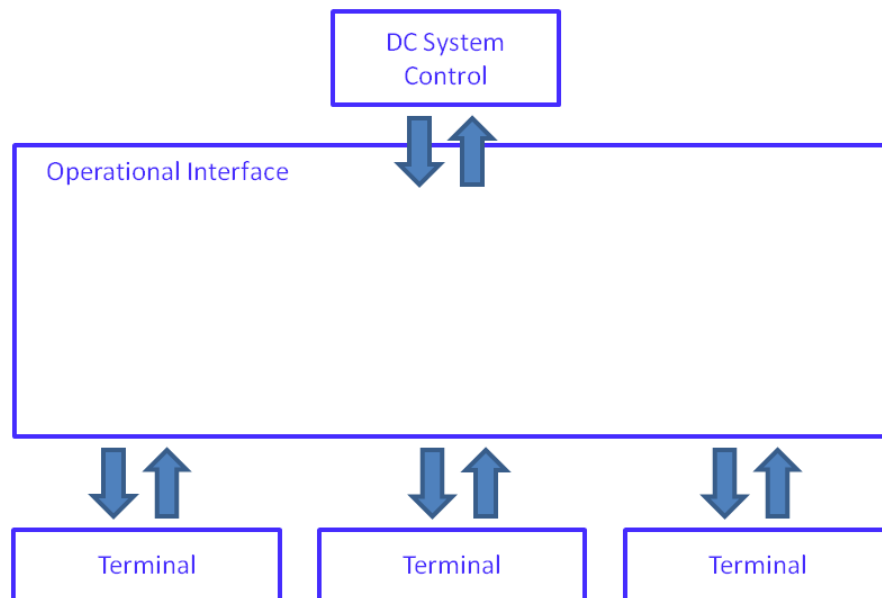 DC System
Control
Operational Interface
Terminal
Terminal
Terminal